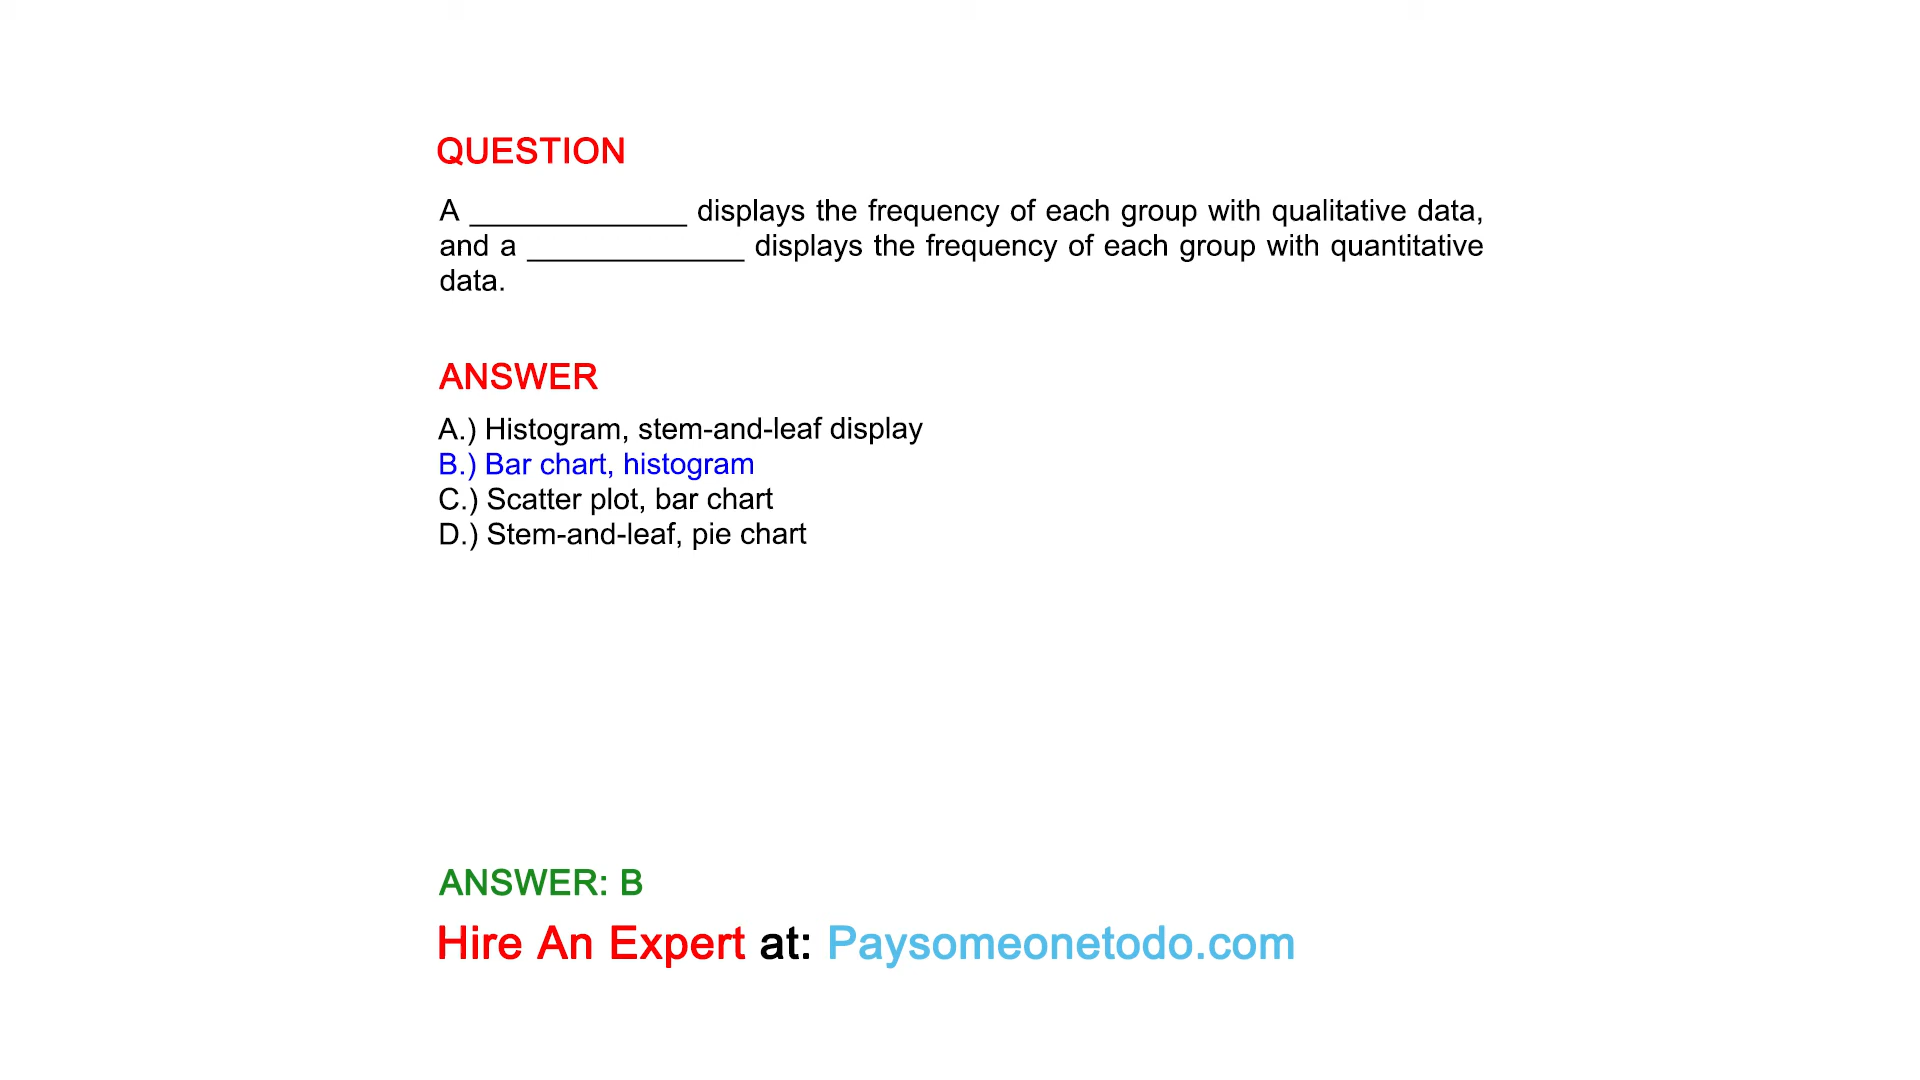 QUESTION
A _____________ displays the frequency of each group with qualitative data,
and a _____________ displays the frequency of each group with quantitative
data.
ANSWER
A.) Histogram, stem-and-leaf display
B.) Bar chart, histogram
C.) Scatter plot, bar chart
D.) Stem-and-leaf, pie chart
ANSWER: B
Hire An Expert at: Paysomeonetodo.com